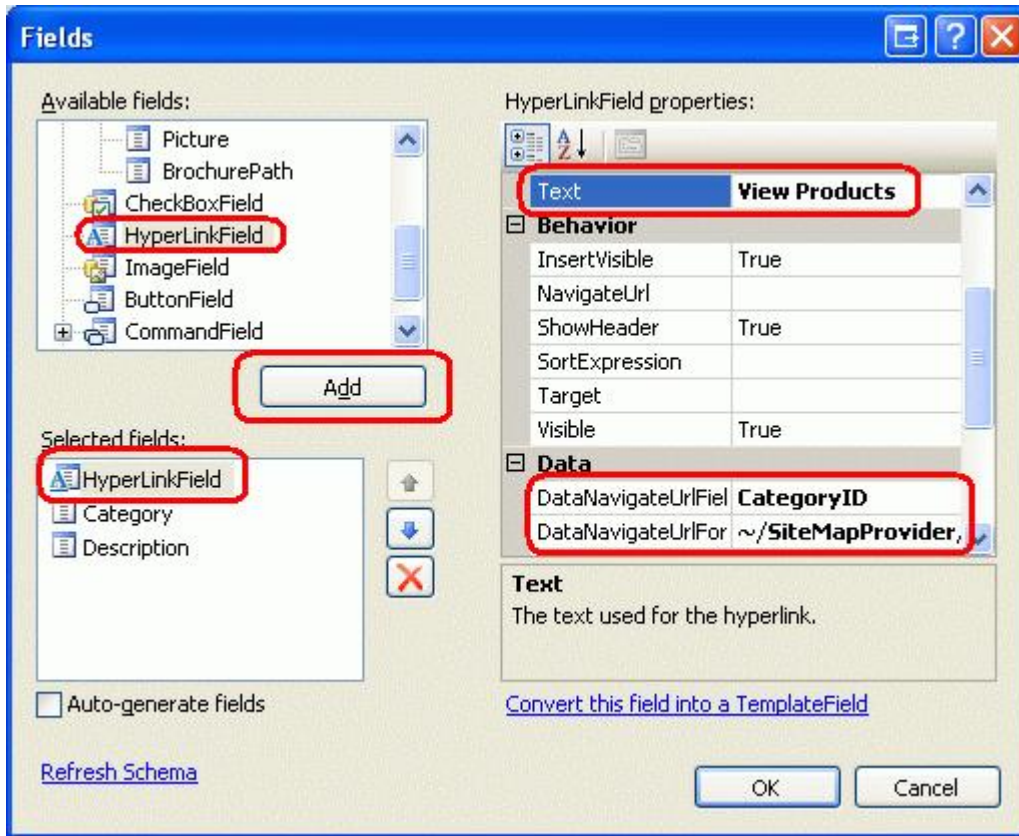 Fields
Available fields:
Picture
BrochurePath
CheckBoxField
HyperLinkField
ImageField
ButtonField
CommandField
Add
Selected fields:
HyperLinkField
Category
Description
Auto-generate fields
Refresh Schema
HyperLinkField properties:
Text View Products
Behavior
InsertVisible True
NavigateUrl
ShowHeader True
SortExpression
Target
Visible True
Data
DataNavigateUrlFiel CategoryID
DataNavigateUrlFor ~/SiteMapProvider,
Text
The text used for the hyperlink.
Convert this field into a TemplateField
OK Cancel